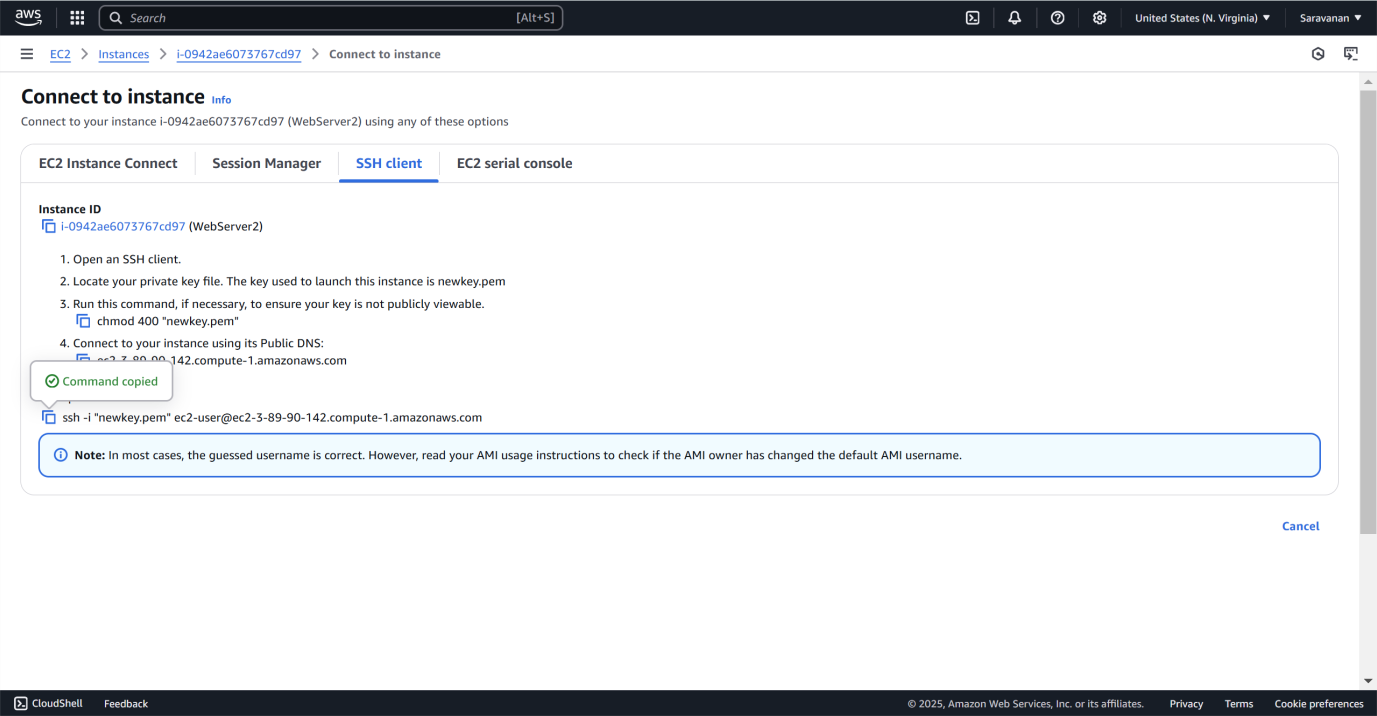 aws
Search [Alt+S]
United States (N. Virginia) ▼ Saravanan ▼
EC2 > Instances > i-0942ae6073767cd97 > Connect to instance
Connect to instance Info
Connect to your instance i-0942ae6073767cd97 (WebServer2) using any of these options
EC2 Instance Connect Session Manager SSH client EC2 serial console
Instance ID
i-0942ae6073767cd97 (WebServer2)
1. Open an SSH client.
2. Locate your private key file. The key used to launch this instance is newkey.pem
3. Run this command, if necessary, to ensure your key is not publicly viewable.
chmod 400 "newkey.pem"
4. Connect to your instance using its Public DNS:
ec2-3-89-90-142.compute-1.amazonaws.com
Command copied
ssh -i "newkey.pem" ec2-user@ec2-3-89-90-142.compute-1.amazonaws.com
Note: In most cases, the guessed username is correct. However, read your AMI usage instructions to check if the AMI owner has changed the default AMI username.
Cancel
CloudShell Feedback © 2025, Amazon Web Services, Inc. or its affiliates. Privacy Terms Cookie preferences